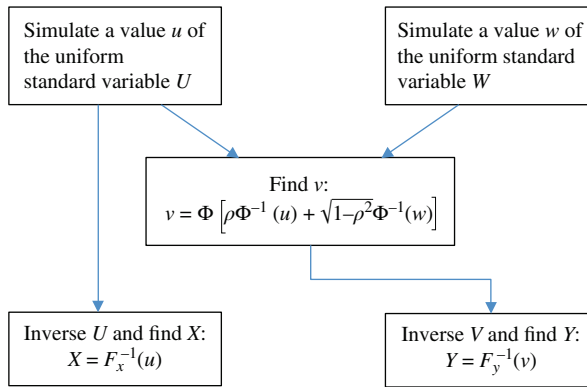 Simulate a value u of
the uniform
standard variable U
Simulate a value w of
the uniform standard
variable W
Find v:
v = Φ [ρΦ⁻¹ (u) + √1–ρ² Φ⁻¹(w)]
Inverse U and find X:
X = Fₓ⁻¹(u)
Inverse V and find Y:
Y = F_y⁻¹(v)